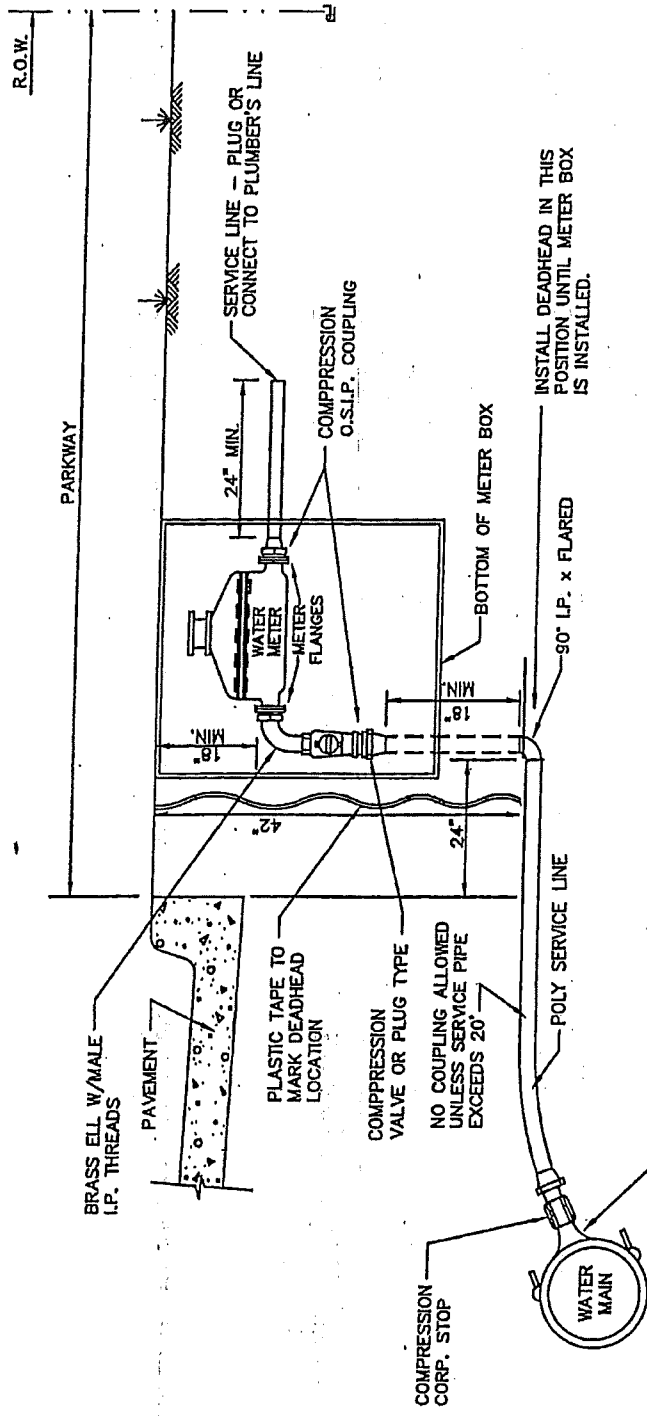 R.O.W.
PARKWAY
SERVICE LINE – PLUG OR
CONNECT TO PLUMBER'S LINE
24" MIN.
COMPPRESSION
O.S.I.P. COUPLING
WATER
METER
METER
FLANGES
18"
MIN.
BOTTOM OF METER BOX
18"
MIN.
INSTALL DEADHEAD IN THIS
POSITION UNTIL METER BOX
IS INSTALLED.
90° I.P. x FLARED
42"
24"
BRASS ELL W/MALE
I.P. THREADS
PAVEMENT
PLASTIC TAPE TO
MARK DEADHEAD
LOCATION
COMPPRESSION
VALVE OR PLUG TYPE
NO COUPLING ALLOWED
UNLESS SERVICE PIPE
EXCEEDS 20'
POLY SERVICE LINE
COMPRESSION
CORP. STOP
WATER
MAIN